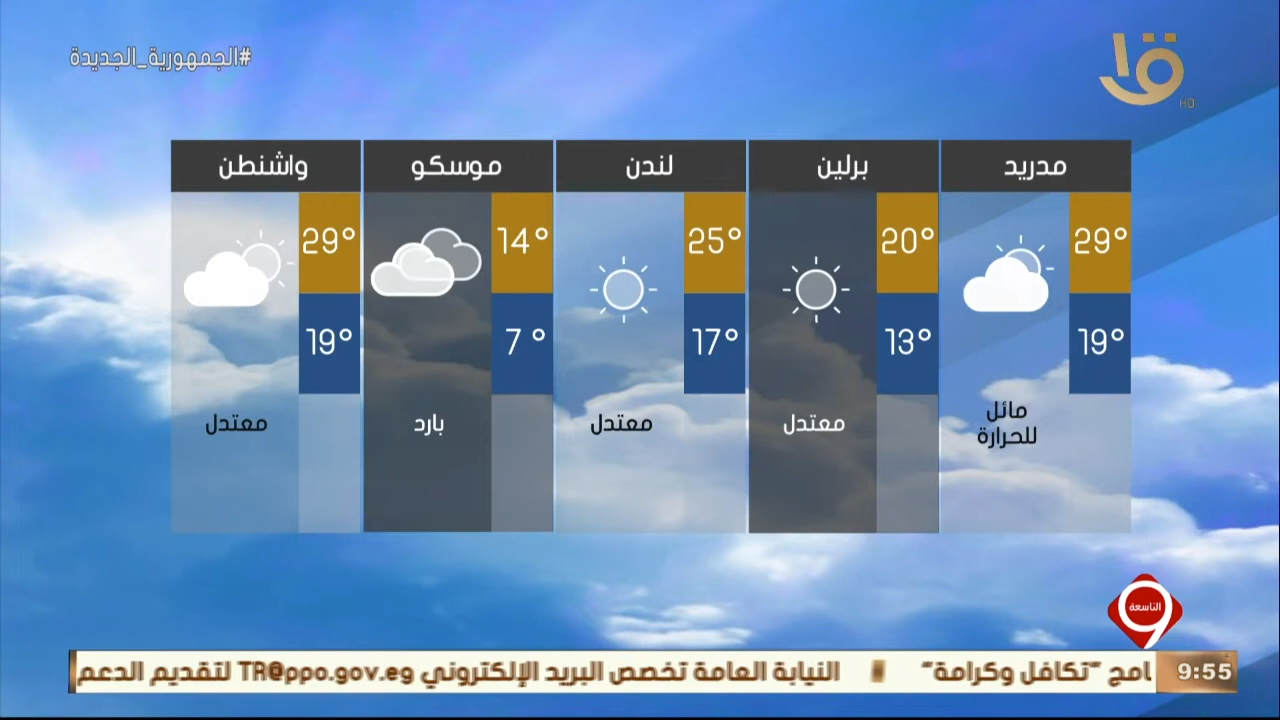 #الجمهورية_الجديدة
HD
مدريد
29°
19°
مائل
للحرارة
برلين
20°
13°
معتدل
لندن
25°
17°
معتدل
موسكو
14°
7°
بارد
واشنطن
29°
19°
معتدل
التاسعة
9
9:55
امج "تكافل وكرامة" النيابة العامة تخصص البريد الإلكتروني TR@ppo.gov.eg لتقديم الدعم